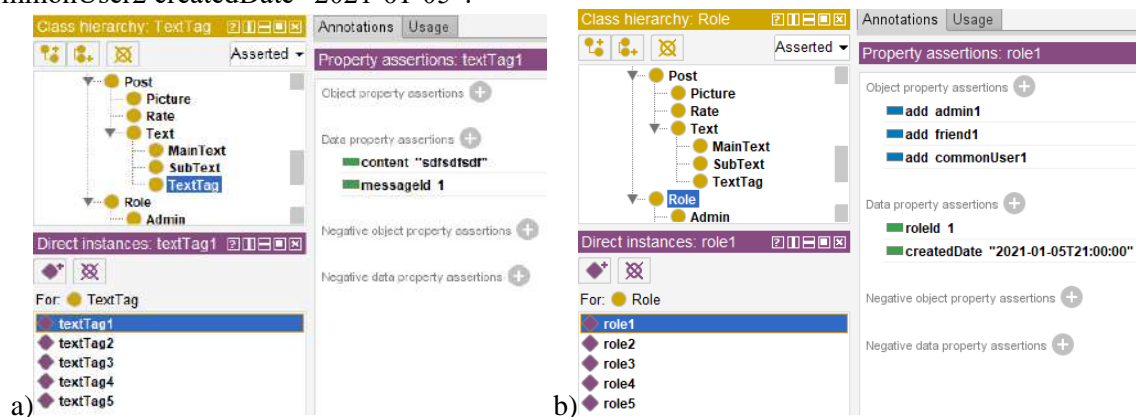 mmonUser2 createdDate "2021-01-05".
Class hierarchy: TextTag
Asserted
Post
Picture
Rate
Text
MainText
SubText
TextTag
Role
Admin
Direct instances: textTag1
For: TextTag
textTag1
textTag2
textTag3
textTag4
textTag5
a)
Annotations Usage
Property assertions: textTag1
Object property assertions
Data property assertions
content "sdfsdfsdf"
messageId 1
Negative object property assertions
Negative data property assertions
Class hierarchy: Role
Asserted
Post
Picture
Rate
Text
MainText
SubText
TextTag
Role
Admin
Direct instances: role1
For: Role
role1
role2
role3
role4
role5
b)
Annotations Usage
Property assertions: role1
Object property assertions
add admin1
add friend1
add commonUser1
Data property assertions
roleId 1
createdDate "2021-01-05T21:00:00"
Negative object property assertions
Negative data property assertions